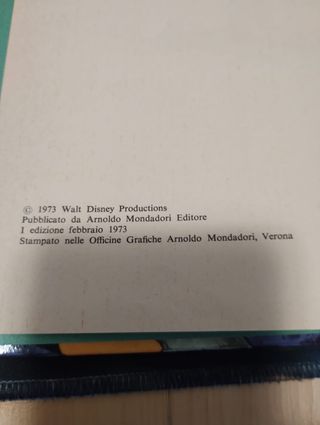 © 1973 Walt Disney Productions
Pubblicato da Arnoldo Mondadori Editore
I edizione febbraio 1973
Stampato nelle Officine Grafiche Arnoldo Mondadori, Verona